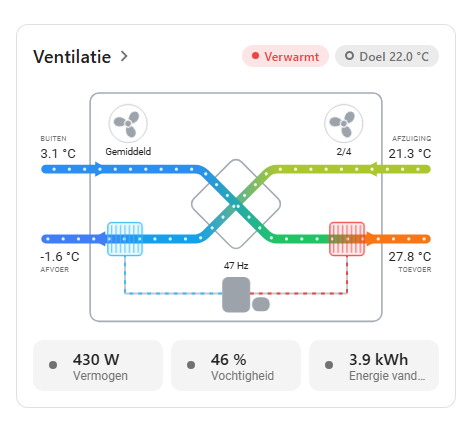 Ventilatie
Verwarmt
Doel 22.0 °C
Gemiddeld
2/4
BUITEN
3.1 °C
AFZUIGING
21.3 °C
-1.6 °C
AFVOER
27.8 °C
TOEVOER
47 Hz
430 W
Vermogen
46 %
Vochtigheid
3.9 kWh
Energie vand...